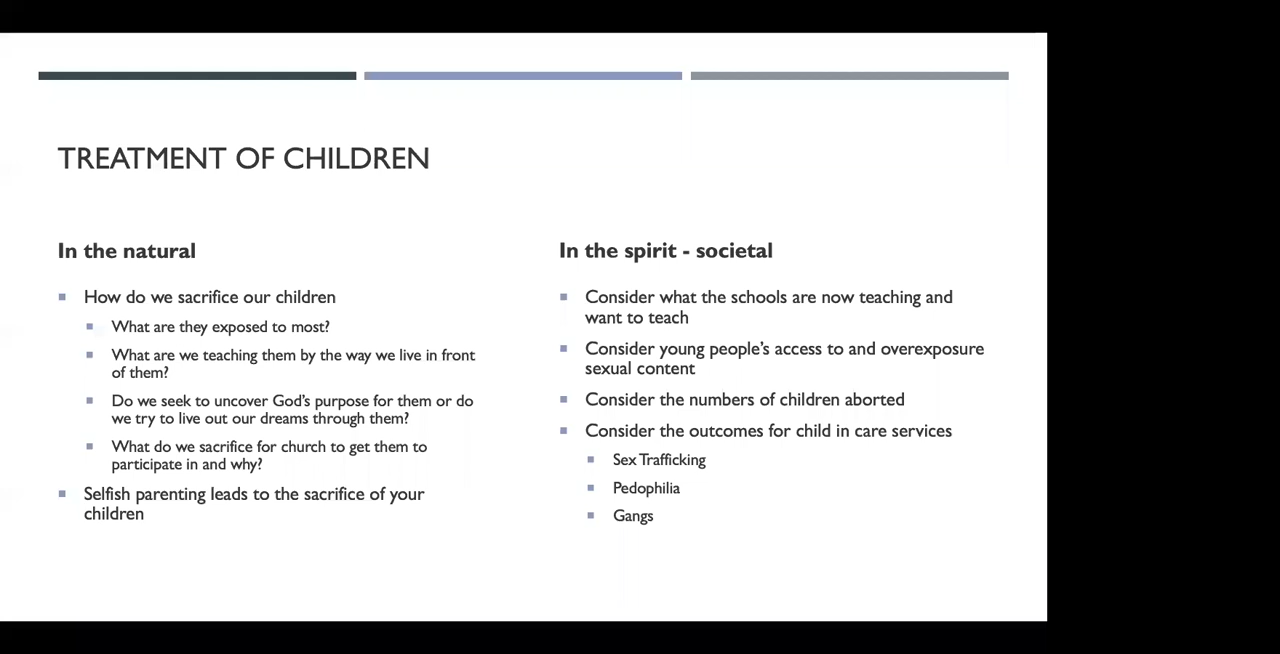 TREATMENT OF CHILDREN
In the natural
How do we sacrifice our children
What are they exposed to most?
What are we teaching them by the way we live in front
of them?
Do we seek to uncover God's purpose for them or do
we try to live out our dreams through them?
What do we sacrifice for church to get them to
participate in and why?
Selfish parenting leads to the sacrifice of your
children
In the spirit - societal
Consider what the schools are now teaching and
want to teach
Consider young people's access to and overexposure
sexual content
Consider the numbers of children aborted
Consider the outcomes for child in care services
Sex Trafficking
Pedophilia
Gangs